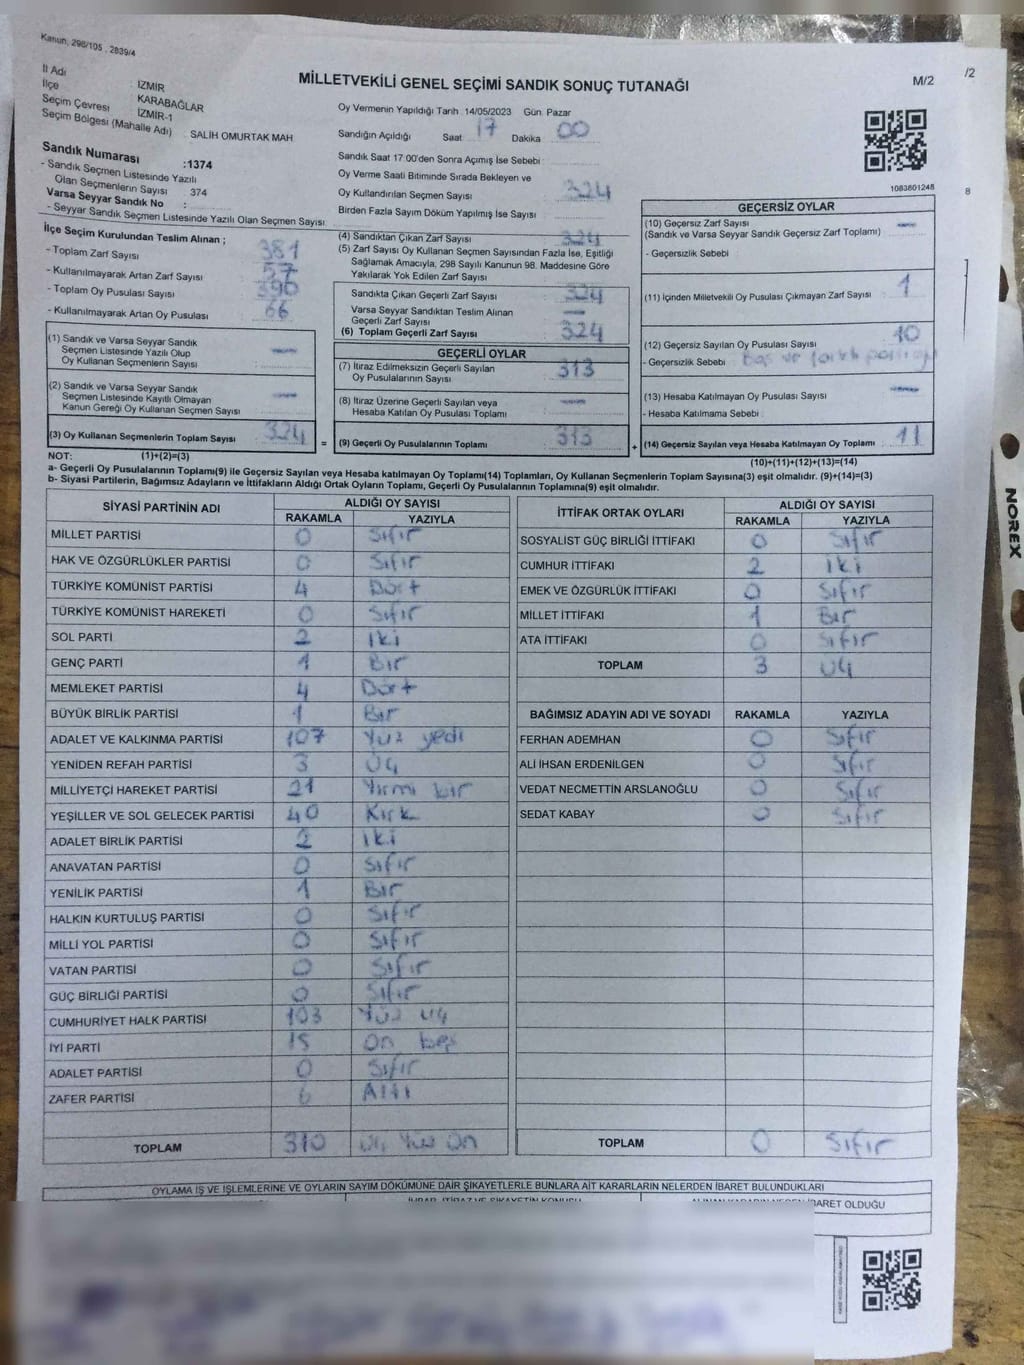 Kanun, 298/105 , 2839/4
MİLLETVEKİLİ GENEL SEÇİMİ SANDIK SONUÇ TUTANAĞI
M/2
/2
İl Adı : İZMİR
İlçe : KARABAĞLAR
Seçim Çevresi İZMİR-1
Seçim Bölgesi (Mahalle Adı) : SALİH OMURTAK MAH
Sandık Numarası :1374
- Sandık Seçmen Listesinde Yazılı
Olan Seçmenlerin Sayısı : 374
Varsa Seyyar Sandık No :
- Seyyar Sandık Seçmen Listesinde Yazılı Olan Seçmen Sayısı
Oy Vermenin Yapıldığı Tarih 14/05/2023 Gün. Pazar
Sandığın Açıldığı Saat 17 Dakika 00
Sandık Saat 17 00'den Sonra Açımış İse Sebebi
Oy Verme Saati Bitiminde Sırada Bekleyen ve
Oy Kullandırılan Seçmen Sayısı 324
Birden Fazla Sayım Döküm Yapılmış İse Sayısı
1083801248
8
İlçe Seçim Kurulundan Teslim Alınan ;
- Toplam Zarf Sayısı : 381
- Kullanılmayarak Artan Zarf Sayısı : 57
- Toplam Oy Pusulası Sayısı : 390
- Kullanılmayarak Artan Oy Pusulası : 66
(1) Sandık ve Varsa Seyyar Sandık
Seçmen Listesinde Yazılı Olup
Oy Kullanan Seçmenlerin Sayısı :
(2) Sandık ve Varsa Seyyar Sandık
Seçmen Listesinde Kayıtlı Olmayan
Kanun Gereği Oy Kullanan Seçmen Sayısı :
(3) Oy Kullanan Seçmenlerin Toplam Sayısı : 324
(4) Sandıktan Çıkan Zarf Sayısı : 324
(5) Zarf Sayısı Oy Kullanan Seçmen Sayısından Fazla İse, Eşitliği
Sağlamak Amacıyla, 298 Sayılı Kanunun 98. Maddesine Göre
Yakılarak Yok Edilen Zarf Sayısı :
Sandıkta Çıkan Geçerli Zarf Sayısı : 324
Varsa Seyyar Sandıktan Teslim Alınan
Geçerli Zarf Sayısı :
(6) Toplam Geçerli Zarf Sayısı : 324
GEÇERLİ OYLAR
(7) İtiraz Edilmeksizin Geçerli Sayılan
Oy Pusulalarının Sayısı : 313
(8) İtiraz Üzerine Geçerli Sayılan veya
Hesaba Katılan Oy Pusulası Toplamı :
= (9) Geçerli Oy Pusulalarının Toplamı : 313 +
GEÇERSİZ OYLAR
(10) Geçersiz Zarf Sayısı
(Sandık ve Varsa Seyyar Sandık Geçersiz Zarf Toplamı) :
- Geçersizlik Sebebi :
(11) İçinden Milletvekili Oy Pusulası Çıkmayan Zarf Sayısı : 1
(12) Geçersiz Sayılan Oy Pusulası Sayısı : 10
- Geçersizlik Sebebi : Boş ve farklı
(13) Hesaba Katılmayan Oy Pusulası Sayısı :
- Hesaba Katılmama Sebebi :
(14) Geçersiz Sayılan veya Hesaba Katılmayan Oy Toplamı : 11
NOT: (1)+(2)=(3)
(10)+(11)+(12)+(13)=(14)
a- Geçerli Oy Pusulalarının Toplamı(9) ile Geçersiz Sayılan veya Hesaba katılmayan Oy Toplamı(14) Toplamları, Oy Kullanan Seçmenlerin Toplam Sayısına(3) eşit olmalıdır. (9)+(14)=(3)
b- Siyasi Partilerin, Bağımsız Adayların ve İttifakların Aldığı Ortak Oyların Toplamı, Geçerli Oy Pusulalarının Toplamına(9) eşit olmalıdır.
SİYASİ PARTİNİN ADI ALDIĞI OY SAYISI
RAKAMLA YAZIYLA
MİLLET PARTİSİ 0 Sıfır
HAK VE ÖZGÜRLÜKLER PARTİSİ 0 Sıfır
TÜRKİYE KOMÜNİST PARTİSİ 4 Dört
TÜRKİYE KOMÜNİST HAREKETİ 0 Sıfır
SOL PARTİ 2 İki
GENÇ PARTİ 1 Bir
MEMLEKET PARTİSİ 4 Dört
BÜYÜK BİRLİK PARTİSİ 1 Bir
ADALET VE KALKINMA PARTİSİ 107 Yüz yedi
YENİDEN REFAH PARTİSİ 3 Üç
MİLLİYETÇİ HAREKET PARTİSİ 21 Yirmi bir
YEŞİLLER VE SOL GELECEK PARTİSİ 40 Kırk
ADALET BİRLİK PARTİSİ 2 İki
ANAVATAN PARTİSİ 0 Sıfır
YENİLİK PARTİSİ 1 Bir
HALKIN KURTULUŞ PARTİSİ 0 Sıfır
MİLLİ YOL PARTİSİ 0 Sıfır
VATAN PARTİSİ 0 Sıfır
GÜÇ BİRLİĞİ PARTİSİ 0 Sıfır
CUMHURİYET HALK PARTİSİ 103 Yüz üç
İYİ PARTİ 15 On beş
ADALET PARTİSİ 0 Sıfır
ZAFER PARTİSİ 6 Altı
TOPLAM 310 Üç Yüz On
İTTİFAK ORTAK OYLARI ALDIĞI OY SAYISI
RAKAMLA YAZIYLA
SOSYALİST GÜÇ BİRLİĞİ İTTİFAKI 0 Sıfır
CUMHUR İTTİFAKI 2 İki
EMEK VE ÖZGÜRLÜK İTTİFAKI 0 Sıfır
MİLLET İTTİFAKI 1 Bir
ATA İTTİFAKI 0 Sıfır
TOPLAM 3 Üç
BAĞIMSIZ ADAYIN ADI VE SOYADI RAKAMLA YAZIYLA
FERHAN ADEMHAN 0 Sıfır
ALİ İHSAN ERDENİLGEN 0 Sıfır
VEDAT NECMETTİN ARSLANOĞLU 0 Sıfır
SEDAT KABAY 0 Sıfır
TOPLAM 0 Sıfır
OYLAMA İŞ VE İŞLEMLERİNE VE OYLARIN SAYIM DÖKÜMÜNE DAİR ŞİKAYETLERLE BUNLARA AİT KARARLARIN NELERDEN İBARET BULUNDUKLARI
İBARET OLDUĞU
NOREX